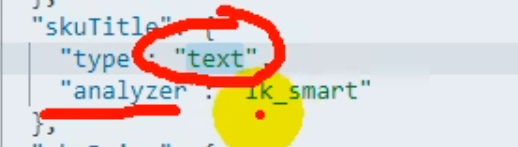 },
"skuTitle": {
"type": "text"
"analyzer": "ik_smart"
},